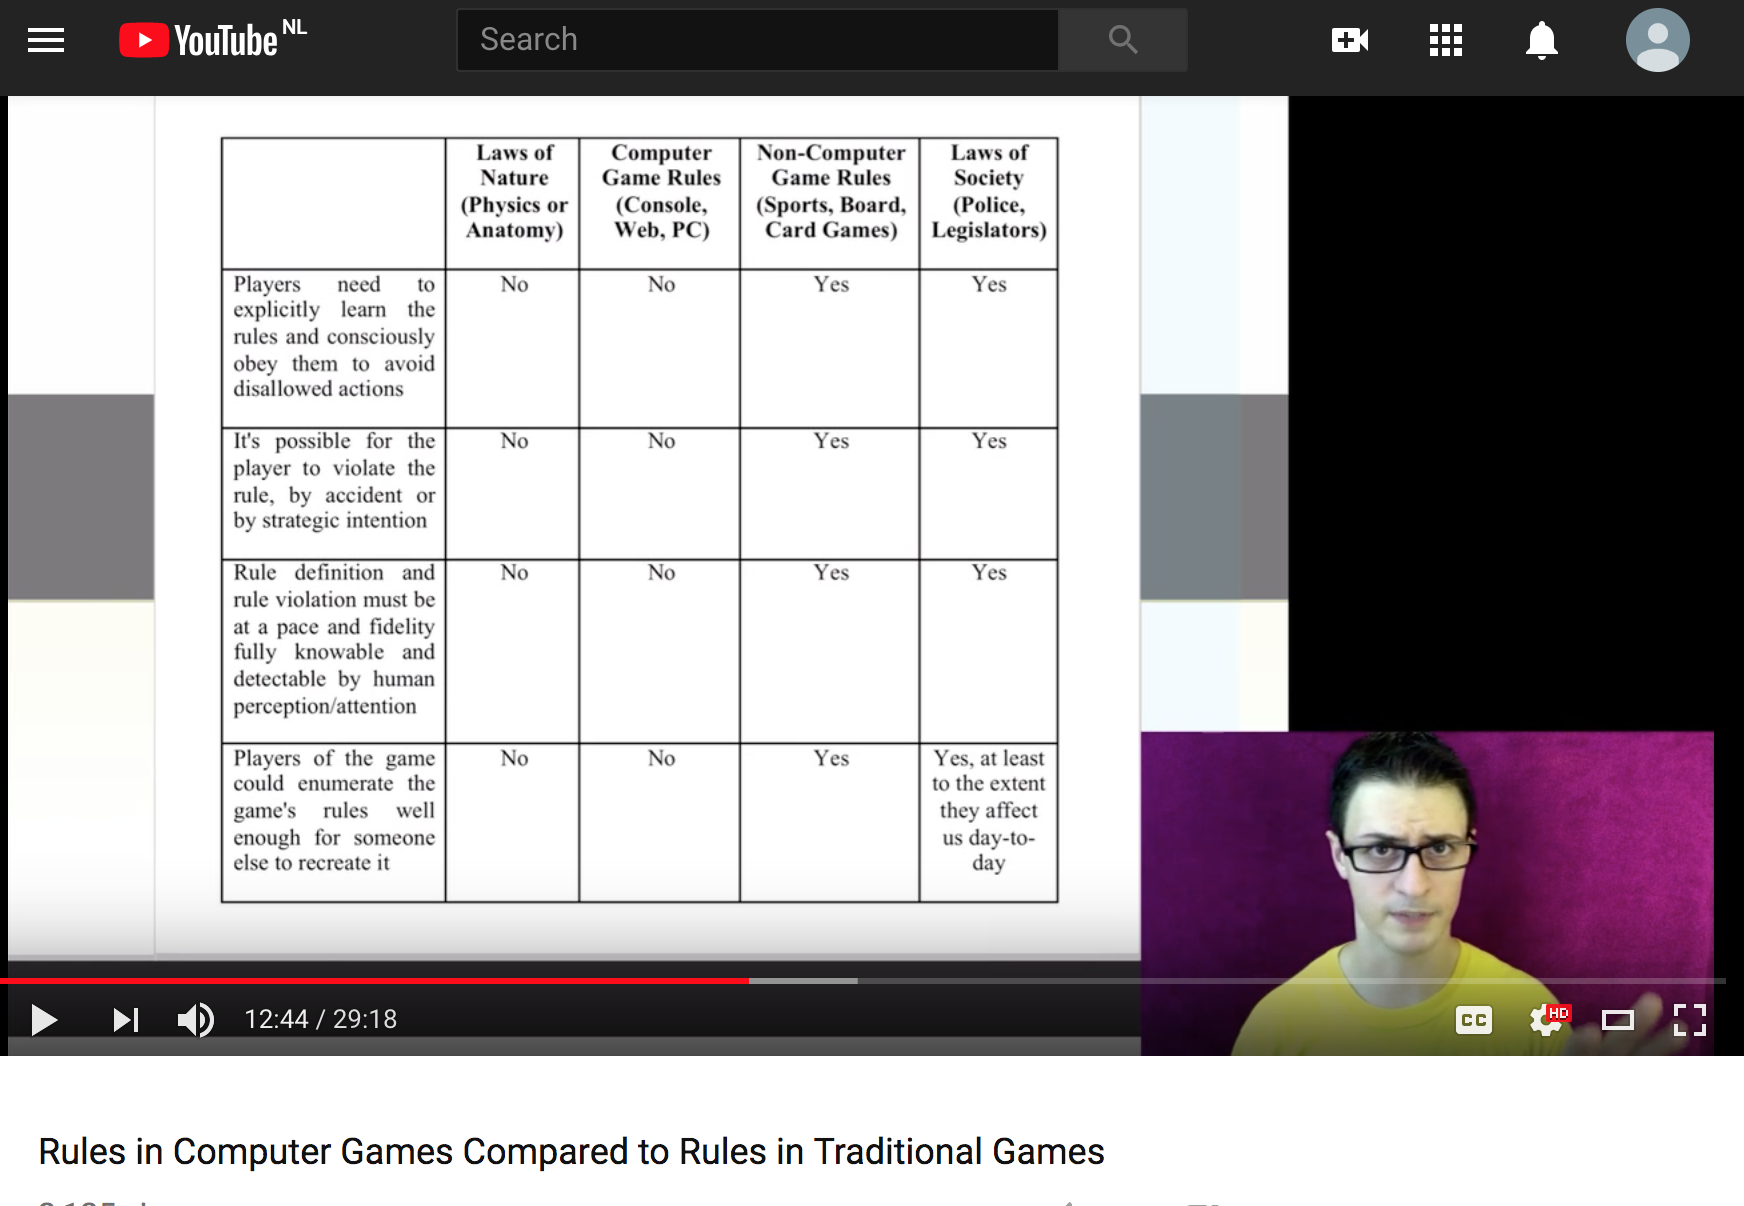 YouTube NL
Search
Laws of
Nature
(Physics or
Anatomy)
Computer
Game Rules
(Console,
Web, PC)
Non-Computer
Game Rules
(Sports, Board,
Card Games)
Laws of
Society
(Police,
Legislators)
Players need to
explicitly learn the
rules and consciously
obey them to avoid
disallowed actions
No
No
Yes
Yes
It's possible for the
player to violate the
rule, by accident or
by strategic intention
No
No
Yes
Yes
Rule definition and
rule violation must be
at a pace and fidelity
fully knowable and
detectable by human
perception/attention
No
No
Yes
Yes
Players of the game
could enumerate the
game's rules well
enough for someone
else to recreate it
No
No
Yes
Yes, at least
to the extent
they affect
us day-to-
day
12:44 / 29:18
CC
HD
Rules in Computer Games Compared to Rules in Traditional Games